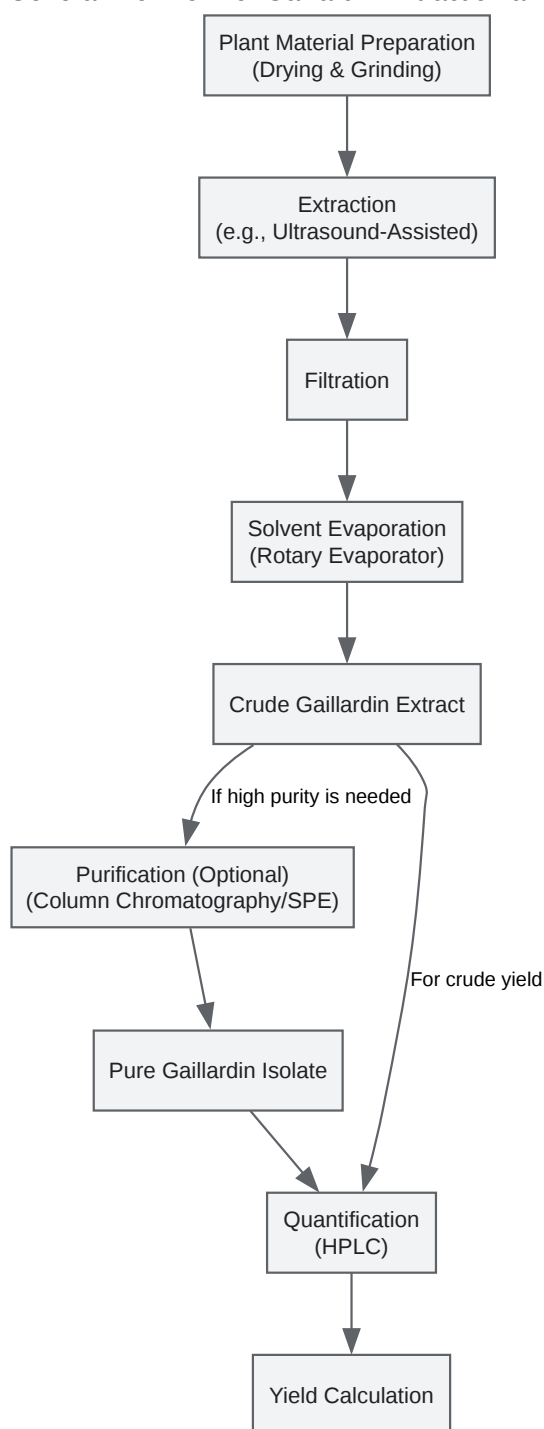 Plant Material Preparation
(Drying & Grinding)
Extraction
(e.g., Ultrasound-Assisted)
Filtration
Solvent Evaporation
(Rotary Evaporator)
Crude Gaillardin Extract
If high purity is needed
Purification (Optional)
(Column Chromatography/SPE)
For crude yield
Pure Gaillardin Isolate
Quantification
(HPLC)
Yield Calculation